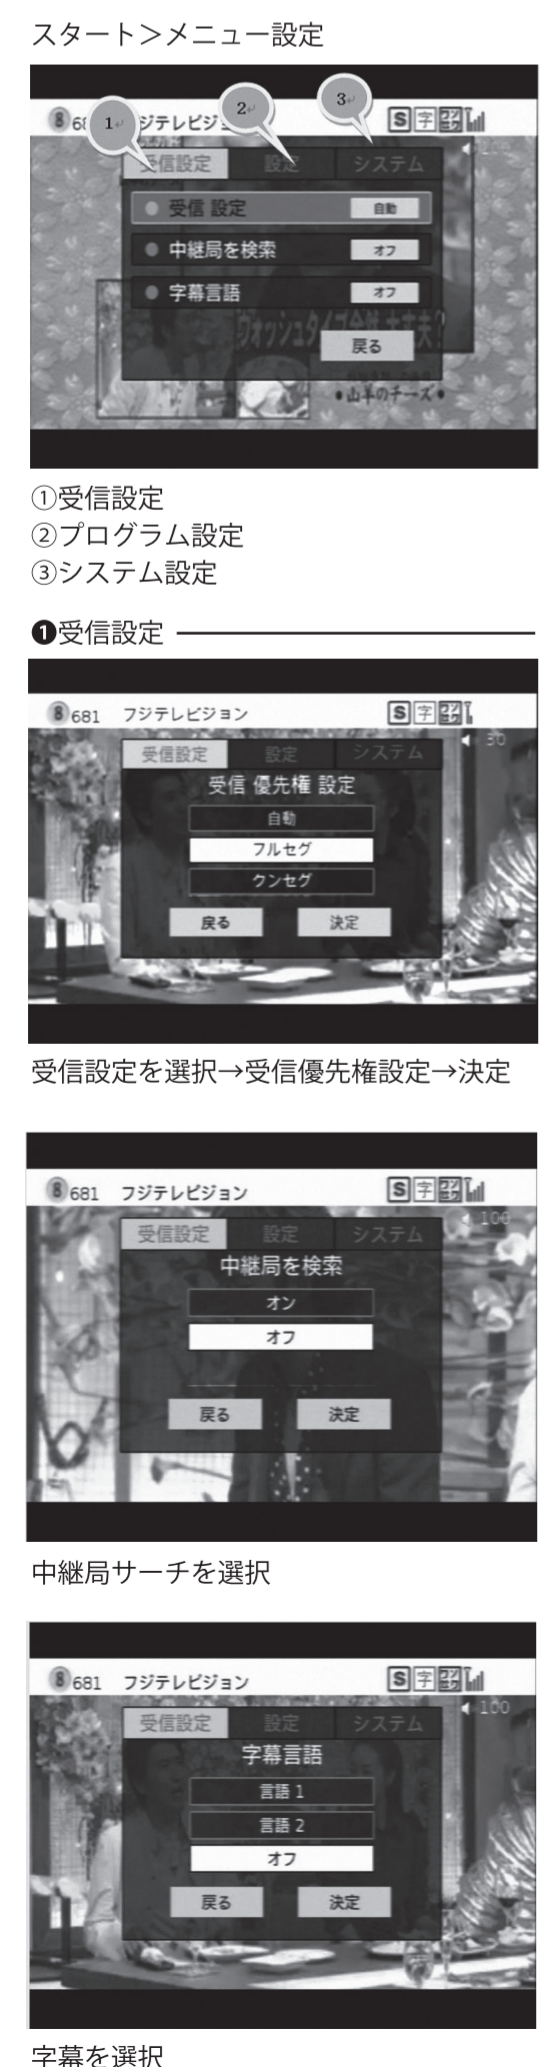 スタート＞メニュー設定
1 2 3
8 68 フジテレビジョ S 字
受信設定 設定 システム
受信 設定 自動
中継局を検索 オフ
字幕言語 オフ
戻る
●山羊のチーズ●
①受信設定
②プログラム設定
③システム設定
❶受信設定
8 681 フジテレビジョン S 字
30
受信設定 設定 システム
受信 優先権 設定
自動
フルセグ
クンセグ
戻る 決定
受信設定を選択→受信優先権設定→決定
8 681 フジテレビジョン S 字
100
受信設定 設定 システム
中継局を検索
オン
オフ
戻る 決定
中継局サーチを選択
8 681 フジテレビジョン S 字
100
受信設定 設定 システム
字幕言語
言語 1
言語 2
オフ
戻る 決定
字幕を選択